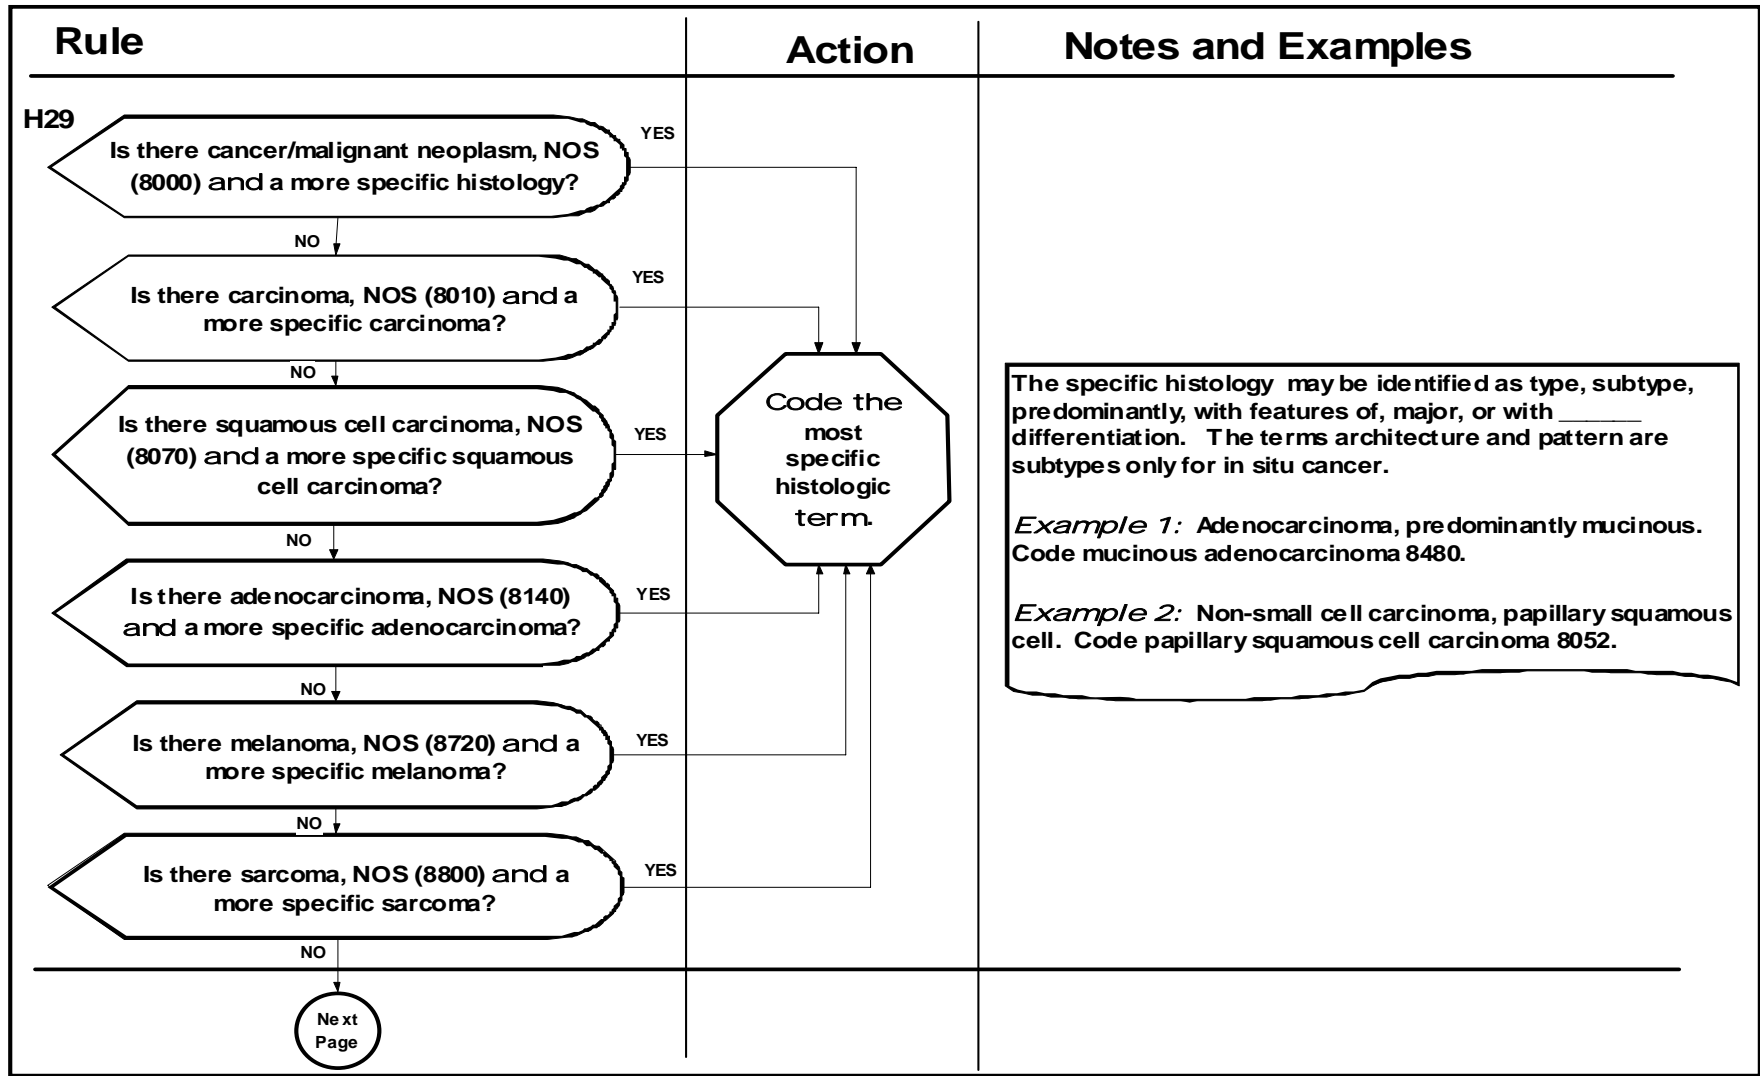 Rule
Action
Notes and Examples
H29
Is there cancer/malignant neoplasm, NOS
(8000) and a more specific histology?
YES
NO
Is there carcinoma, NOS (8010) and a
more specific carcinoma?
YES
NO
Is there squamous cell carcinoma, NOS
(8070) and a more specific squamous
cell carcinoma?
YES
NO
Is there adenocarcinoma, NOS (8140)
and a more specific adenocarcinoma?
YES
NO
Is there melanoma, NOS (8720) and a
more specific melanoma?
YES
NO
Is there sarcoma, NOS (8800) and a
more specific sarcoma?
YES
NO
Next
Page
Code the
most
specific
histologic
term.
The specific histology may be identified as type, subtype,
predominantly, with features of, major, or with ______
differentiation. The terms architecture and pattern are
subtypes only for in situ cancer.
Example 1: Adenocarcinoma, predominantly mucinous.
Code mucinous adenocarcinoma 8480.
Example 2: Non-small cell carcinoma, papillary squamous
cell. Code papillary squamous cell carcinoma 8052.